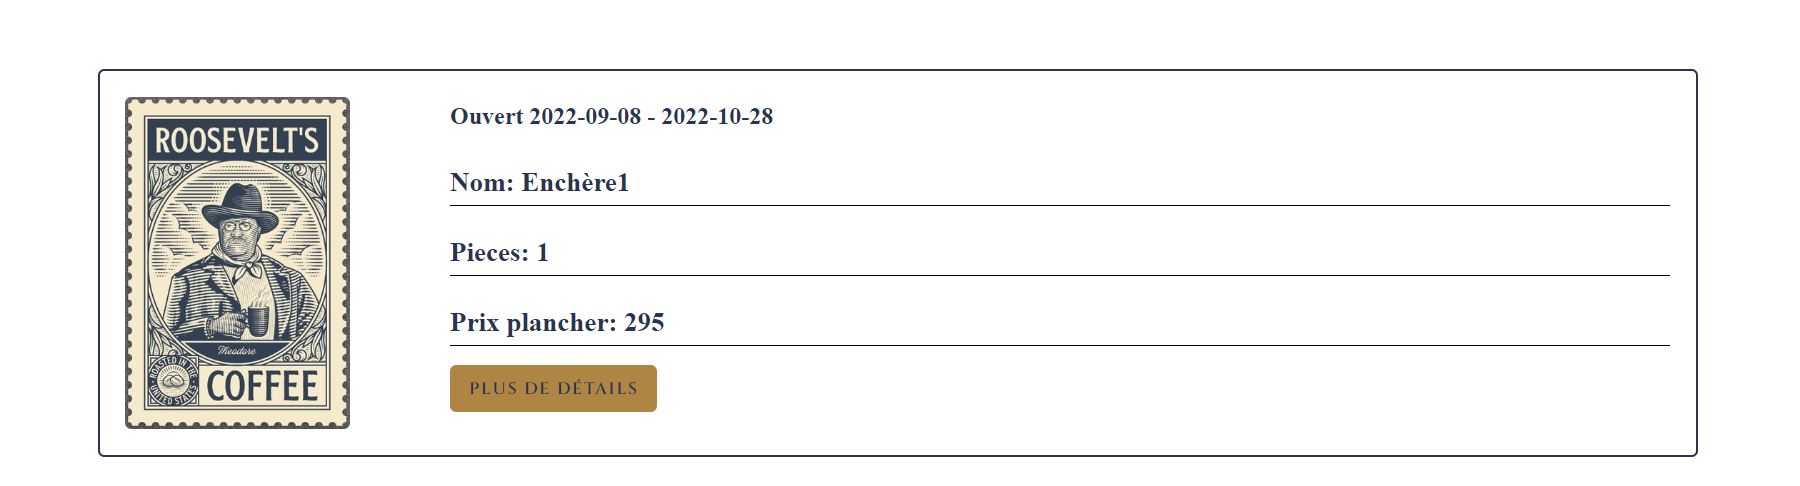 ROOSEVELT'S
Theodore
ROASTED IN THE
UNITED STATES
COFFEE
Ouvert 2022-09-08 - 2022-10-28
Nom: Enchère1
Pieces: 1
Prix plancher: 295
PLUS DE DÉTAILS